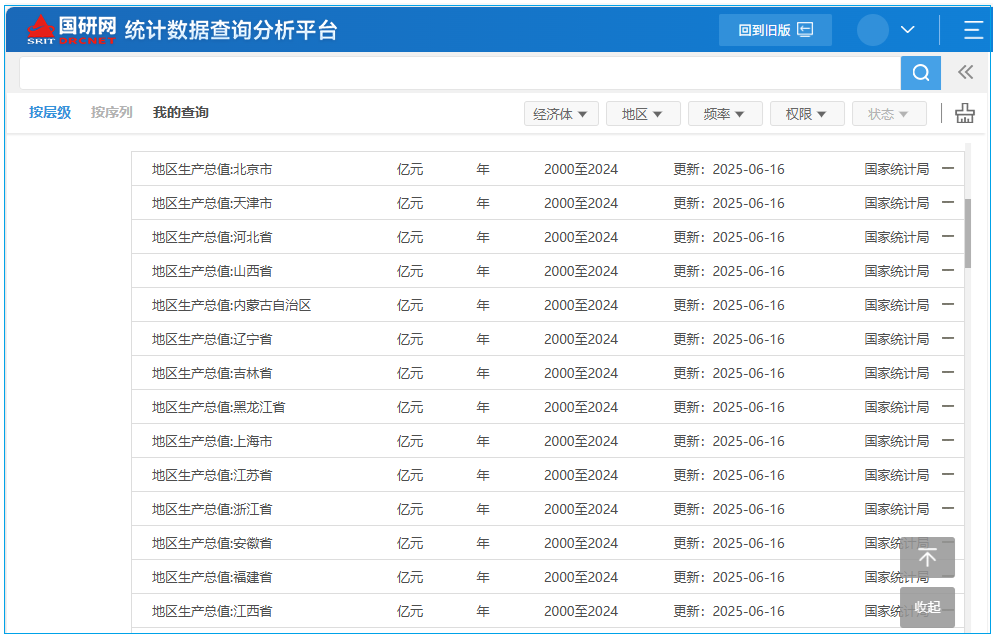 国研网 统计数据查询分析平台 回到旧版
SRIT DRCNET
按层级 按序列 我的查询 经济体 地区 频率 权限 状态
地区生产总值:北京市 亿元 年 2000至2024 更新：2025-06-16 国家统计局
地区生产总值:天津市 亿元 年 2000至2024 更新：2025-06-16 国家统计局
地区生产总值:河北省 亿元 年 2000至2024 更新：2025-06-16 国家统计局
地区生产总值:山西省 亿元 年 2000至2024 更新：2025-06-16 国家统计局
地区生产总值:内蒙古自治区 亿元 年 2000至2024 更新：2025-06-16 国家统计局
地区生产总值:辽宁省 亿元 年 2000至2024 更新：2025-06-16 国家统计局
地区生产总值:吉林省 亿元 年 2000至2024 更新：2025-06-16 国家统计局
地区生产总值:黑龙江省 亿元 年 2000至2024 更新：2025-06-16 国家统计局
地区生产总值:上海市 亿元 年 2000至2024 更新：2025-06-16 国家统计局
地区生产总值:江苏省 亿元 年 2000至2024 更新：2025-06-16 国家统计局
地区生产总值:浙江省 亿元 年 2000至2024 更新：2025-06-16 国家统计局
地区生产总值:安徽省 亿元 年 2000至2024 更新：2025-06-16 国家统计局
地区生产总值:福建省 亿元 年 2000至2024 更新：2025-06-16 国家统计局
地区生产总值:江西省 亿元 年 2000至2024 更新：2025-06-16 国家统计局
收起